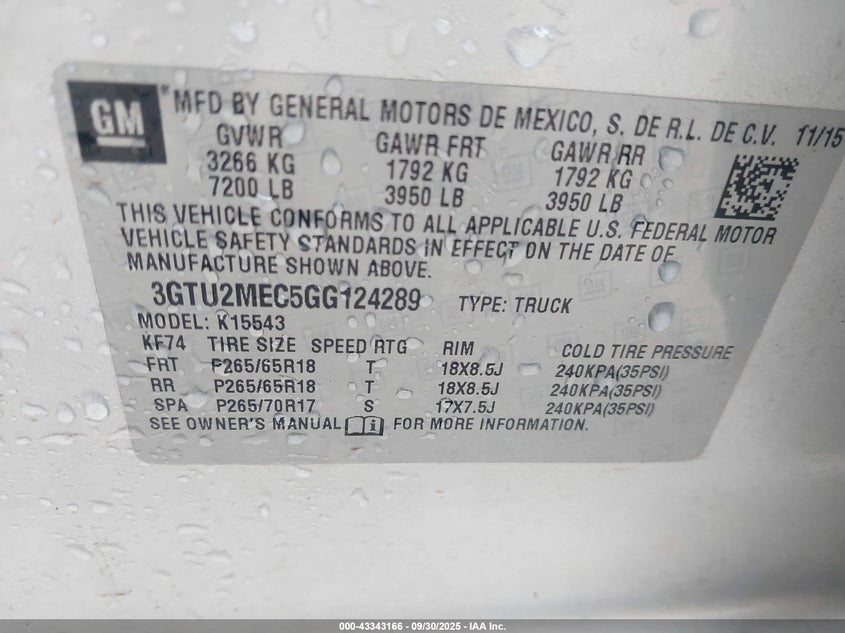 GM
® MFD BY GENERAL MOTORS DE MEXICO, S. DE R.L. DE C.V. 11/15
GVWR GAWR FRT GAWR RR
3266 KG 1792 KG 1792 KG
7200 LB 3950 LB 3950 LB
THIS VEHICLE CONFORMS TO ALL APPLICABLE U.S. FEDERAL MOTOR
VEHICLE SAFETY STANDARDS IN EFFECT ON THE DATE OF
MANUFACTURE SHOWN ABOVE.
3GTU2MEC5GG124289 TYPE: TRUCK
MODEL: K15543
KF74 TIRE SIZE SPEED RTG RIM COLD TIRE PRESSURE
FRT P265/65R18 T 18X8.5J 240KPA(35PSI)
RR P265/65R18 T 18X8.5J 240KPA(35PSI)
SPA P265/70R17 S 17X7.5J 240KPA(35PSI)
SEE OWNER'S MANUAL i FOR MORE INFORMATION.
000-43343166 - 09/30/2025 - IAA Inc.